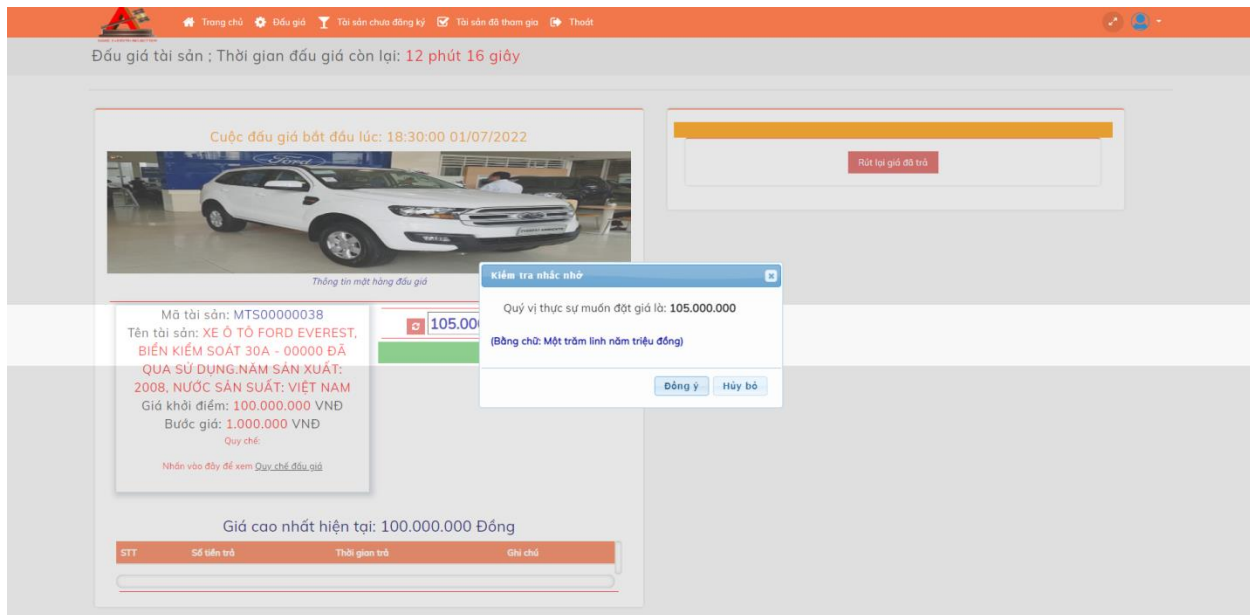 Trang chủ Đấu giá Tài sản chưa đăng ký Tài sản đã tham gia Thoát
Đấu giá tài sản ; Thời gian đấu giá còn lại: 12 phút 16 giây
Cuộc đấu giá bắt đầu lúc: 18:30:00 01/07/2022
Ford
Thông tin mặt hàng đấu giá
Mã tài sản: MTS00000038
Tên tài sản: XE Ô TÔ FORD EVEREST,
BIỂN KIỂM SOÁT 30A - 00000 ĐÃ
QUA SỬ DỤNG.NĂM SẢN XUẤT:
2008, NƯỚC SẢN SUẤT: VIỆT NAM
Giá khởi điểm: 100.000.000 VNĐ
Bước giá: 1.000.000 VNĐ
Quy chế:
Nhấn vào đây để xem Quy chế đấu giá
105.00
Giá cao nhất hiện tại: 100.000.000 Đồng
STT Số tiền trả Thời gian trả Ghi chú
Rút lại giá đã trả
Kiểm tra nhắc nhở
Quý vị thực sự muốn đặt giá là: 105.000.000
(Bằng chữ: Một trăm linh năm triệu đồng)
Đồng ý Hủy bỏ